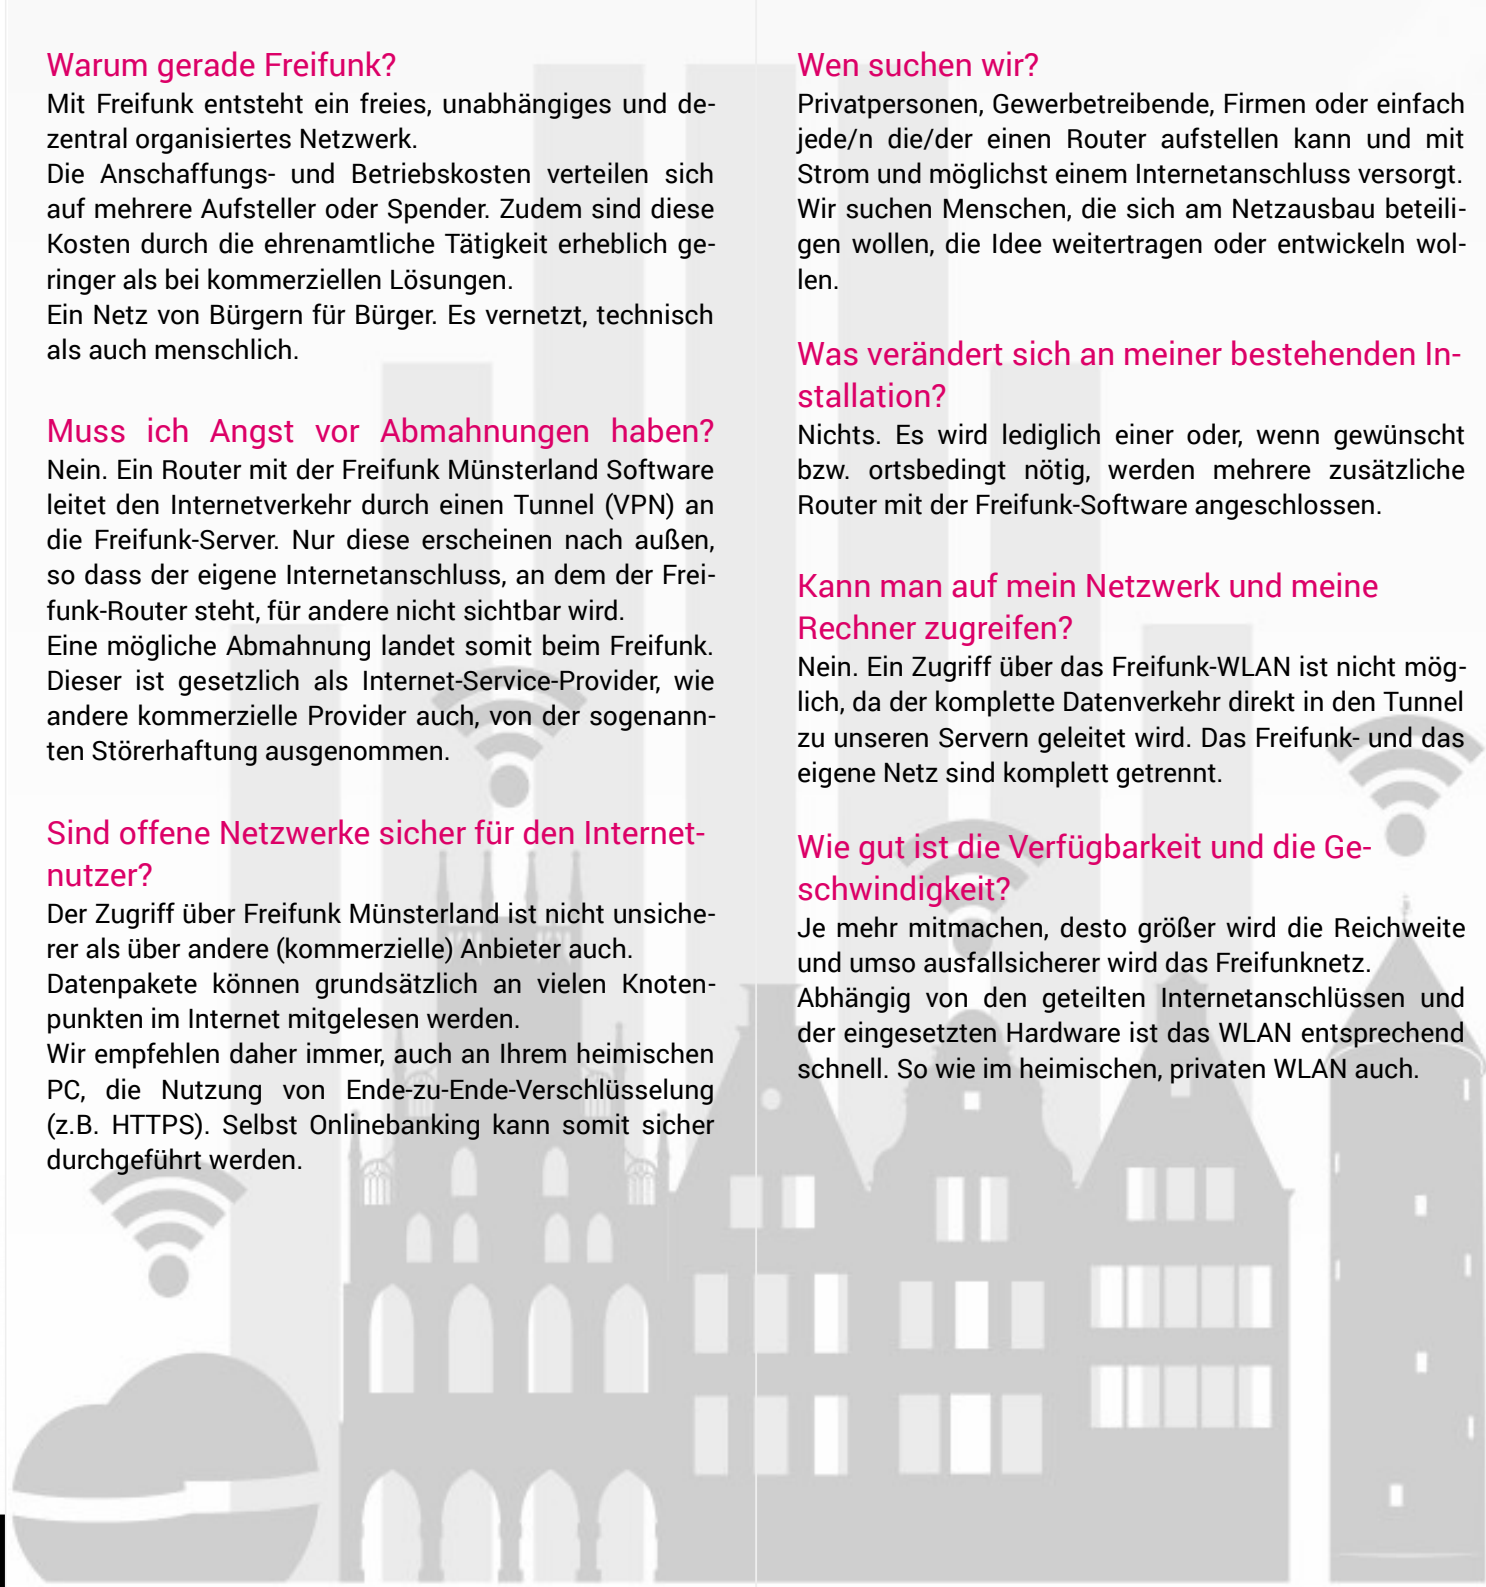 Warum gerade Freifunk?
Mit Freifunk entsteht ein freies, unabhängiges und de-
zentral organisiertes Netzwerk.
Die Anschaffungs- und Betriebskosten verteilen sich
auf mehrere Aufsteller oder Spender. Zudem sind diese
Kosten durch die ehrenamtliche Tätigkeit erheblich ge-
ringer als bei kommerziellen Lösungen.
Ein Netz von Bürgern für Bürger. Es vernetzt, technisch
als auch menschlich.
Muss ich Angst vor Abmahnungen haben?
Nein. Ein Router mit der Freifunk Münsterland Software
leitet den Internetverkehr durch einen Tunnel (VPN) an
die Freifunk-Server. Nur diese erscheinen nach außen,
so dass der eigene Internetanschluss, an dem der Frei-
funk-Router steht, für andere nicht sichtbar wird.
Eine mögliche Abmahnung landet somit beim Freifunk.
Dieser ist gesetzlich als Internet-Service-Provider, wie
andere kommerzielle Provider auch, von der sogenann-
ten Störerhaftung ausgenommen.
Sind offene Netzwerke sicher für den Internet-
nutzer?
Der Zugriff über Freifunk Münsterland ist nicht unsiche-
rer als über andere (kommerzielle) Anbieter auch.
Datenpakete können grundsätzlich an vielen Knoten-
punkten im Internet mitgelesen werden.
Wir empfehlen daher immer, auch an Ihrem heimischen
PC, die Nutzung von Ende-zu-Ende-Verschlüsselung
(z.B. HTTPS). Selbst Onlinebanking kann somit sicher
durchgeführt werden.
Wen suchen wir?
Privatpersonen, Gewerbetreibende, Firmen oder einfach
jede/n die/der einen Router aufstellen kann und mit
Strom und möglichst einem Internetanschluss versorgt.
Wir suchen Menschen, die sich am Netzausbau beteili-
gen wollen, die Idee weitertragen oder entwickeln wol-
len.
Was verändert sich an meiner bestehenden In-
stallation?
Nichts. Es wird lediglich einer oder, wenn gewünscht
bzw. ortsbedingt nötig, werden mehrere zusätzliche
Router mit der Freifunk-Software angeschlossen.
Kann man auf mein Netzwerk und meine
Rechner zugreifen?
Nein. Ein Zugriff über das Freifunk-WLAN ist nicht mög-
lich, da der komplette Datenverkehr direkt in den Tunnel
zu unseren Servern geleitet wird. Das Freifunk- und das
eigene Netz sind komplett getrennt.
Wie gut ist die Verfügbarkeit und die Ge-
schwindigkeit?
Je mehr mitmachen, desto größer wird die Reichweite
und umso ausfallsicherer wird das Freifunknetz.
Abhängig von den geteilten Internetanschlüssen und
der eingesetzten Hardware ist das WLAN entsprechend
schnell. So wie im heimischen, privaten WLAN auch.